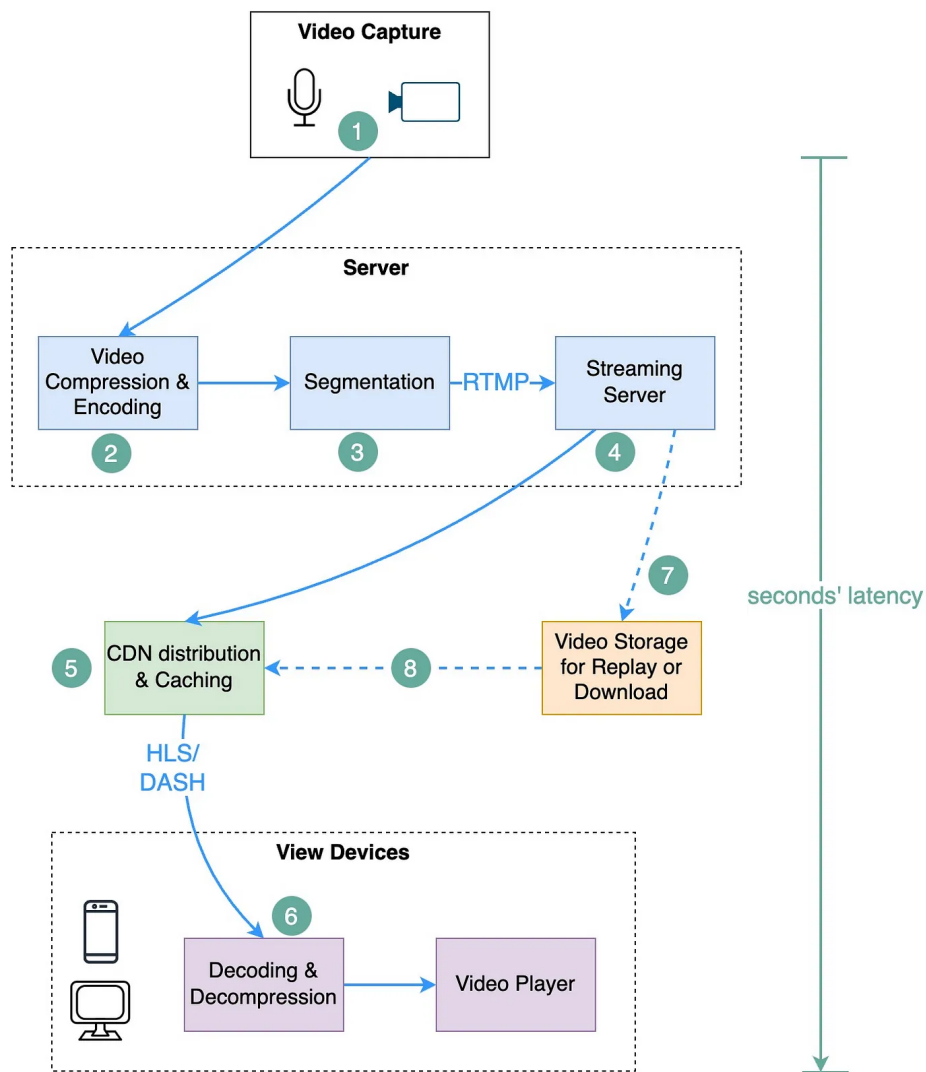 Video Capture
1
Server
Video
Compression &
Encoding
Segmentation
RTMP
Streaming
Server
2
3
4
7
seconds' latency
5
CDN distribution
& Caching
8
Video Storage
for Replay or
Download
HLS/
DASH
View Devices
6
Decoding &
Decompression
Video Player